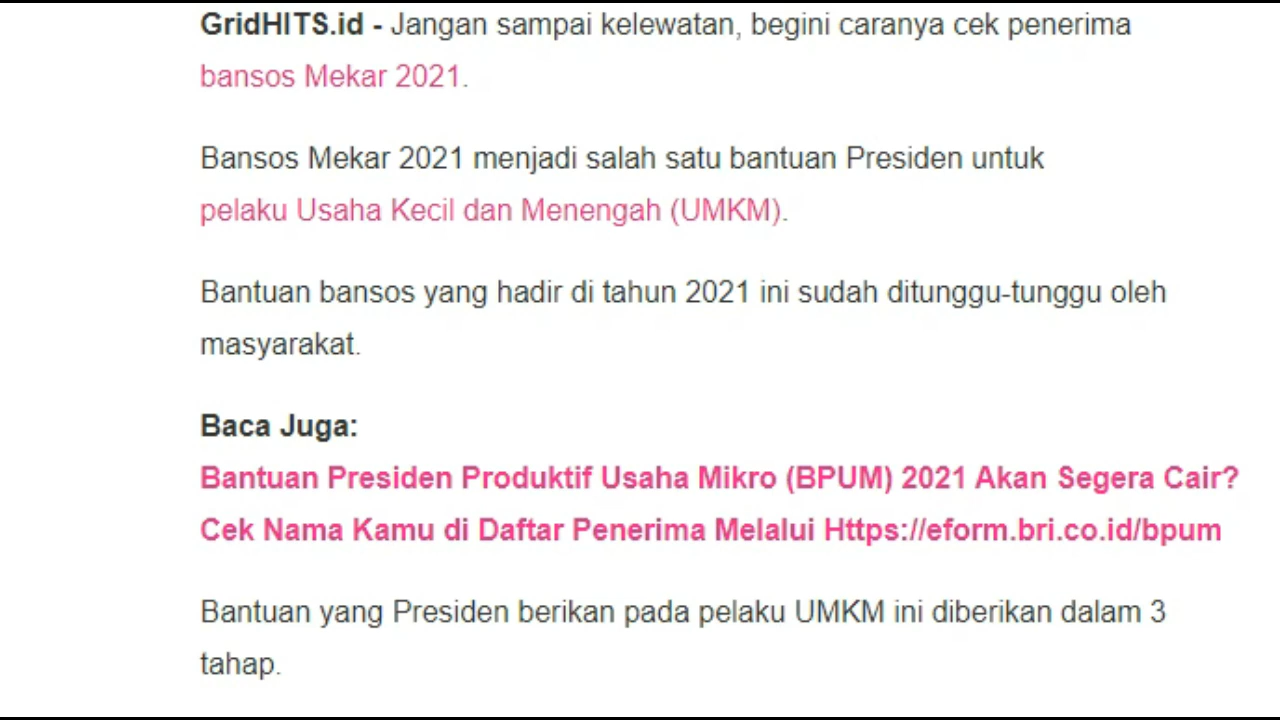 GridHITS.id - Jangan sampai kelewatan, begini caranya cek penerima
bansos Mekar 2021.
Bansos Mekar 2021 menjadi salah satu bantuan Presiden untuk
pelaku Usaha Kecil dan Menengah (UMKM).
Bantuan bansos yang hadir di tahun 2021 ini sudah ditunggu-tunggu oleh
masyarakat.
Baca Juga:
Bantuan Presiden Produktif Usaha Mikro (BPUM) 2021 Akan Segera Cair?
Cek Nama Kamu di Daftar Penerima Melalui Https://eform.bri.co.id/bpum
Bantuan yang Presiden berikan pada pelaku UMKM ini diberikan dalam 3
tahap.